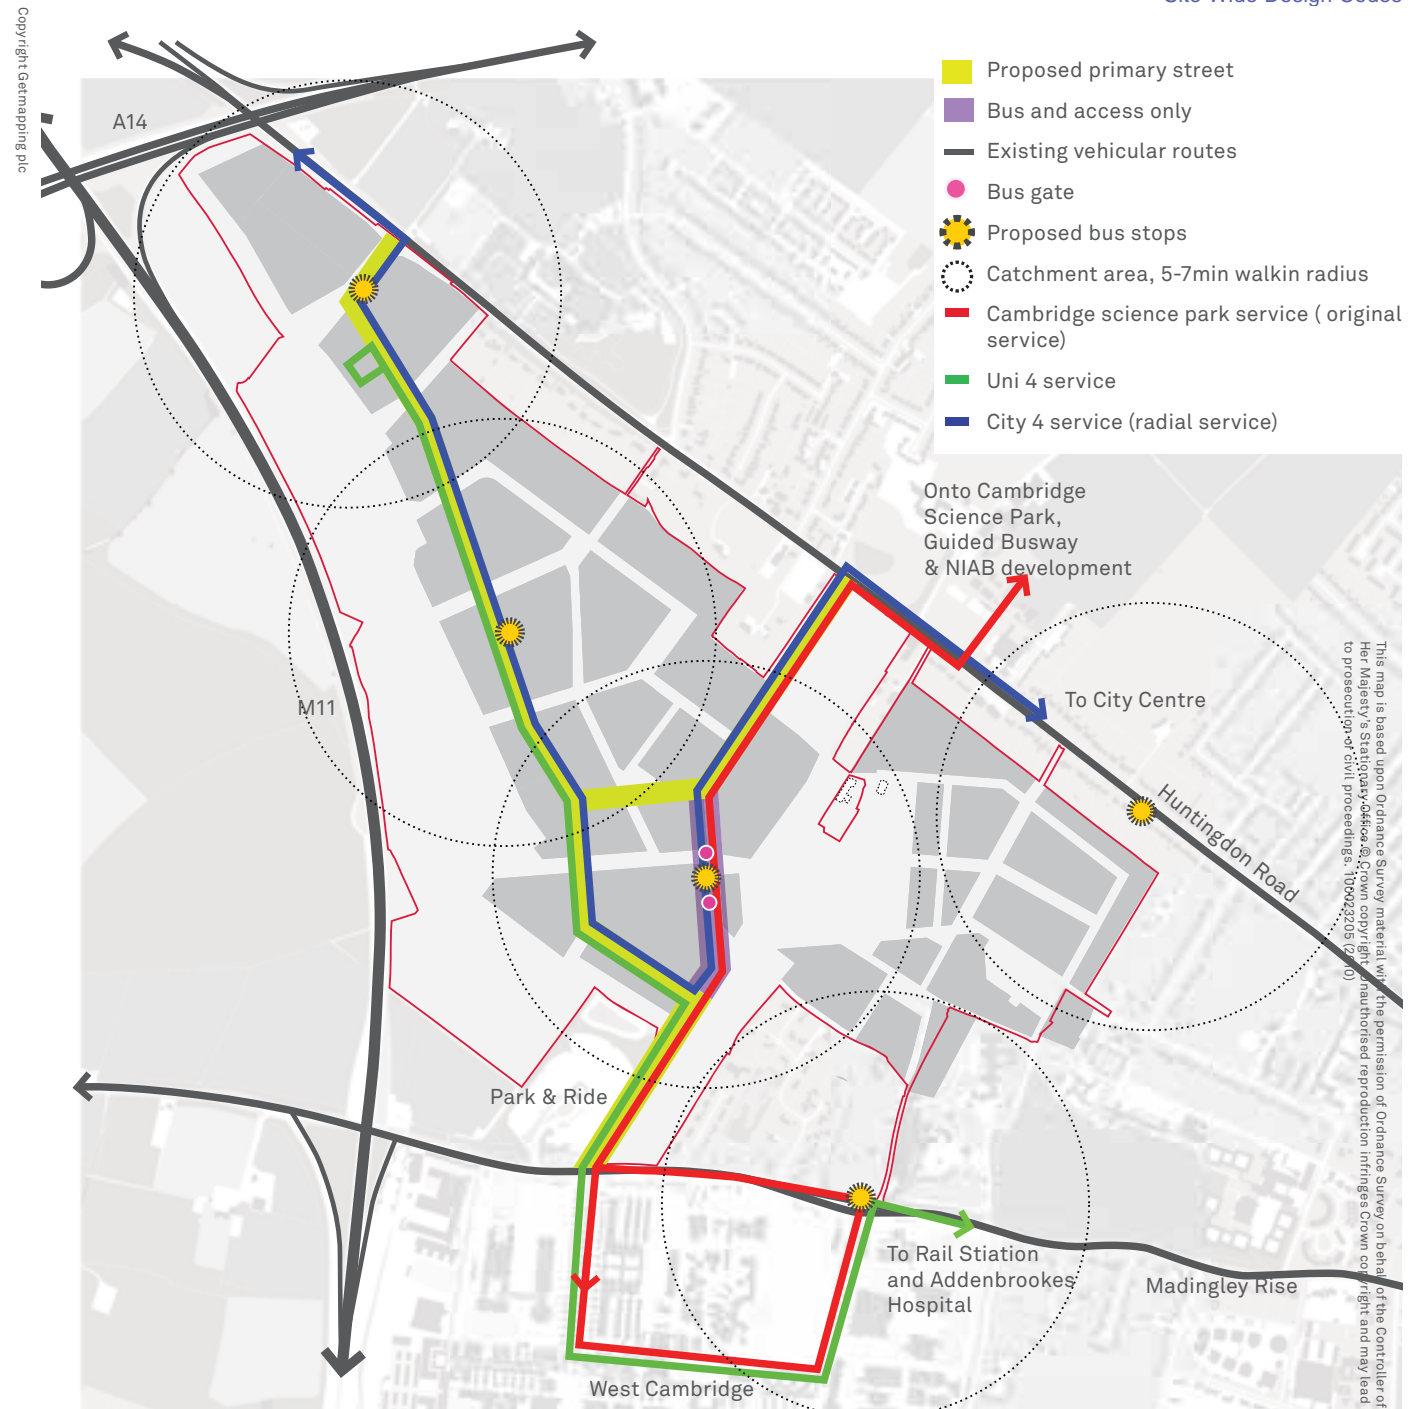 Copyright Getmapping plc
A14
Proposed primary street
Bus and access only
Existing vehicular routes
Bus gate
Proposed bus stops
Catchment area, 5-7min walkin radius
Cambridge science park service ( original
service)
Uni 4 service
City 4 service (radial service)
Onto Cambridge
Science Park,
Guided Busway
& NIAB development
To City Centre
M11
Huntingdon Road
Park & Ride
To Rail Stiation
and Addenbrookes
Hospital
Madingley Rise
West Cambridge
This map is based upon Ordnance Survey material with the permission of Ordnance Survey on behalf of the Controller of
Her Majesty's Stationary Office. © Crown copyright. Unauthorised reproduction infringes Crown copyright and may lead
to prosecution or civil proceedings. 100023205 (2010)